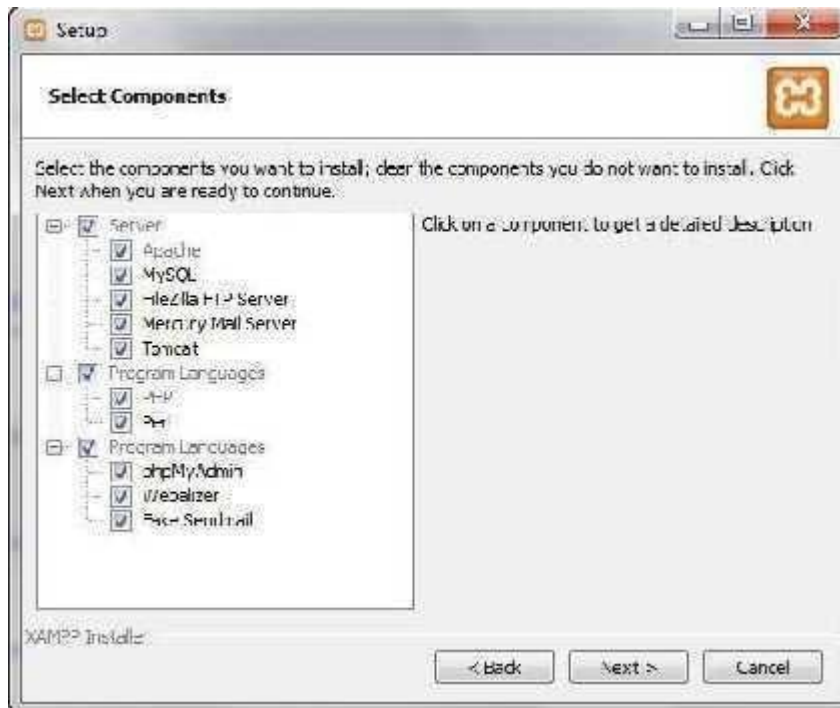 Setup
Select Components
Select the components you want to install; clear the components you do not want to install. Click
Next when you are ready to continue.
Server
Apache
MySQL
FileZilla FTP Server
Mercury Mail Server
Tomcat
Program Languages
PHP
Perl
Program Languages
phpMyAdmin
Webalizer
Fake Sendmail
Click on a component to get a detailed description
XAMPP Installer
< Back
Next >
Cancel